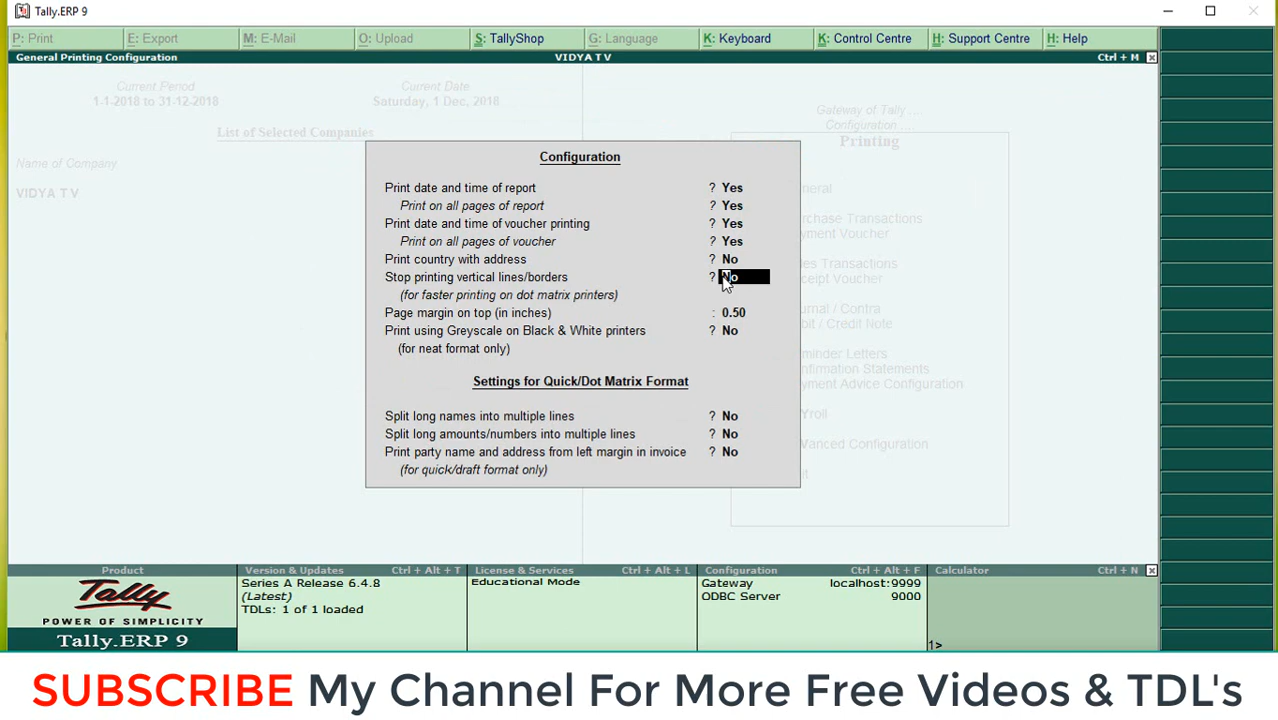 Tally.ERP 9
P: Print E: Export M: E-Mail O: Upload S: TallyShop G: Language K: Keyboard K: Control Centre H: Support Centre H: Help
General Printing Configuration VIDYA T V Ctrl + M
Current Period Current Date
1-1-2018 to 31-12-2018 Saturday, 1 Dec, 2018
List of Selected Companies
Name of Company
VIDYA T V
Gateway of Tally ....
Configuration ....
Printing
Configuration
Print date and time of report ? Yes
Print on all pages of report ? Yes
Print date and time of voucher printing ? Yes
Print on all pages of voucher ? Yes
Print country with address ? No
Stop printing vertical lines/borders ? No
(for faster printing on dot matrix printers)
Page margin on top (in inches) : 0.50
Print using Greyscale on Black & White printers ? No
(for neat format only)
Settings for Quick/Dot Matrix Format
Split long names into multiple lines ? No
Split long amounts/numbers into multiple lines ? No
Print party name and address from left margin in invoice ? No
(for quick/draft format only)
Product Version & Updates Ctrl + Alt + T License & Services Ctrl + Alt + L Configuration Ctrl + Alt + F Calculator Ctrl + N
Tally
POWER OF SIMPLICITY
Tally.ERP 9
Series A Release 6.4.8
(Latest)
TDLs: 1 of 1 loaded
Educational Mode
Gateway localhost:9999
ODBC Server 9000
1>
SUBSCRIBE My Channel For More Free Videos & TDL's